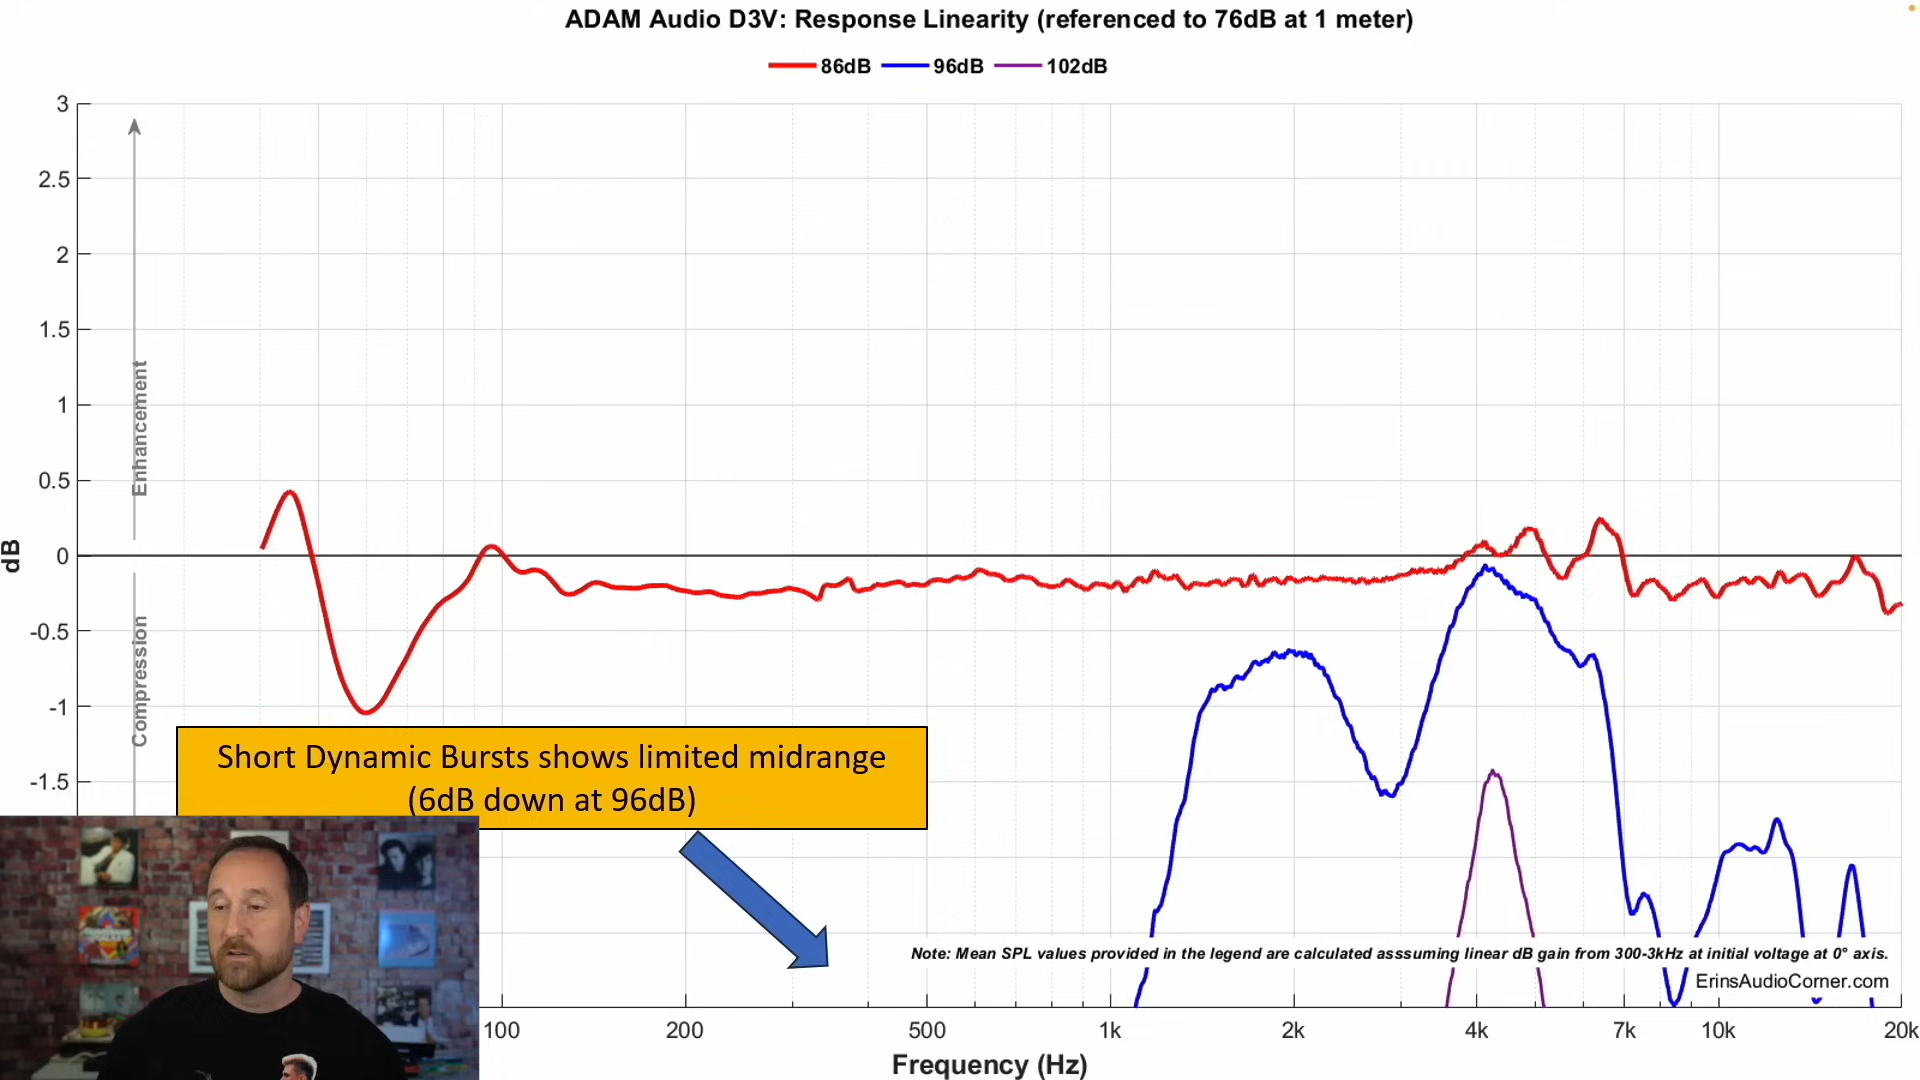 ADAM Audio D3V: Response Linearity (referenced to 76dB at 1 meter)
86dB 96dB 102dB
3
2.5
2
1.5
1
0.5
0
-0.5
-1
-1.5
dB
Enhancement
Compression
Short Dynamic Bursts shows limited midrange
(6dB down at 96dB)
Note: Mean SPL values provided in the legend are calculated asssuming linear dB gain from 300-3kHz at initial voltage at 0° axis.
ErinsAudioCorner.com
100 200 500 1k 2k 4k 7k 10k 20k
Frequency (Hz)